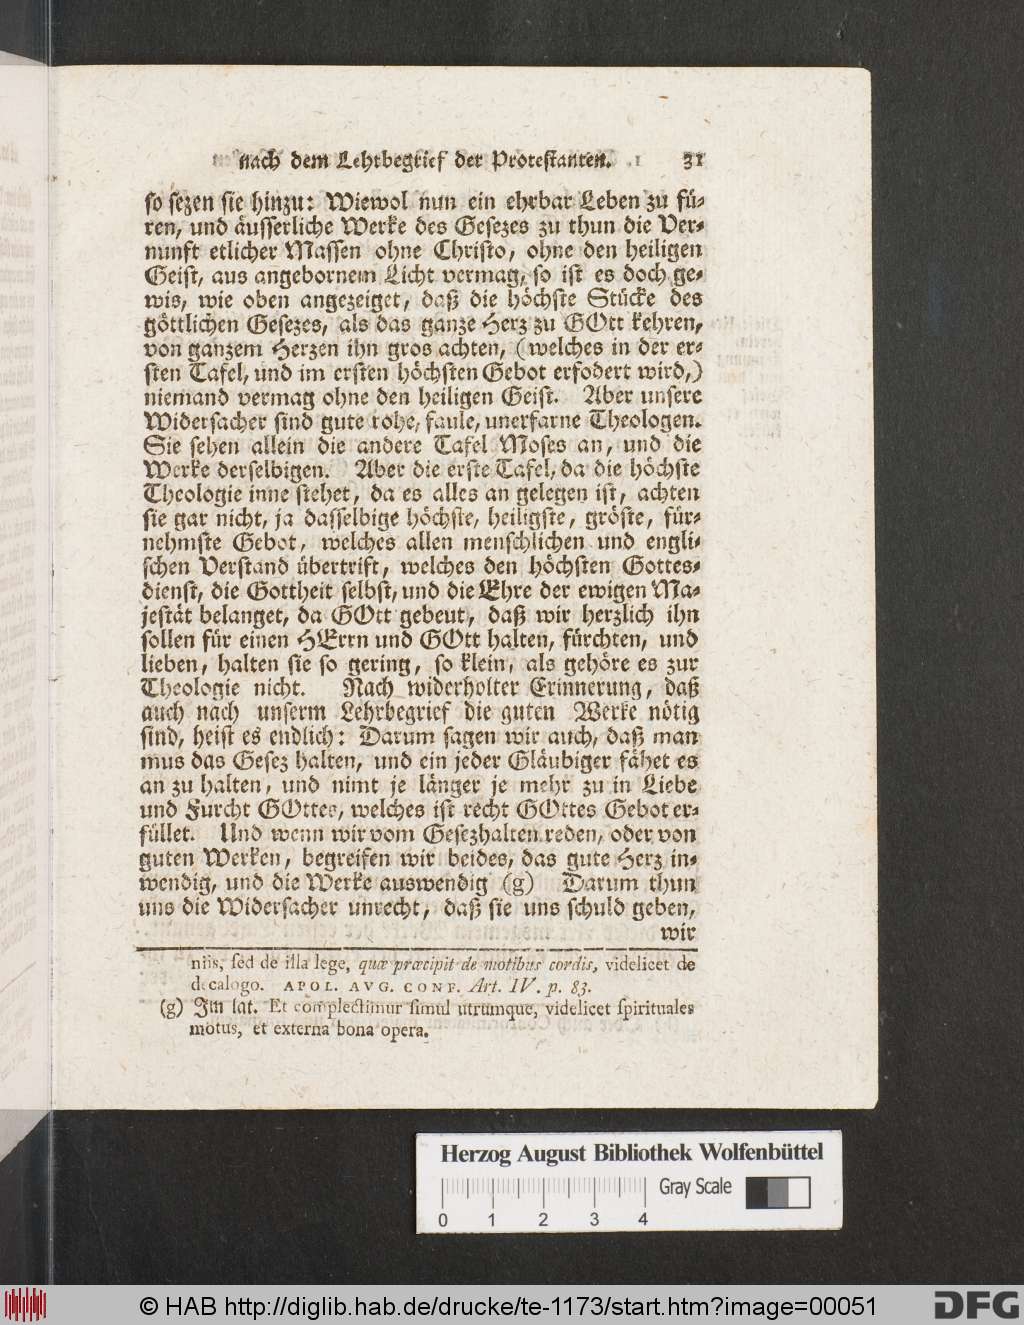 nach dem Lehrbegrief der Protestanten. 31
so sezen sie hinzu: Wiewol nun ein ehrbar Leben zu fü-
ren, und äusserliche Werke des Gesezes zu thun die Ver-
nunft etlicher Massen ohne Christo, ohne den heiligen
Geist, aus angebornem Licht vermag, so ist es doch ge-
wis, wie oben angezeiget, daß die höchste Stücke des
göttlichen Gesezes, als das ganze Herz zu GOtt kehren,
von ganzem Herzen ihn gros achten, (welches in der er-
sten Tafel, und im ersten höchsten Gebot erfodert wird,)
niemand vermag ohne den heiligen Geist. Aber unsere
Widersacher sind gute rohe, faule, unerfarne Theologen.
Sie sehen allein die andere Tafel Moses an, und die
Werke derselbigen. Aber die erste Tafel, da die höchste
Theologie inne stehet, da es alles an gelegen ist, achten
sie gar nicht, ja dasselbige höchste, heiligste, gröste, für-
nehmste Gebot, welches allen menschlichen und engli-
schen Verstand übertrift, welches den höchsten Gottes-
dienst, die Gottheit selbst, und die Ehre der ewigen Ma-
jestät belanget, da GOtt gebeut, daß wir herzlich ihn
sollen für einen HErrn und GOtt halten, fürchten, und
lieben, halten sie so gering, so klein, als gehöre es zur
Theologie nicht. Nach widerholter Erinnerung, daß
auch nach unserm Lehrbegrief die guten Werke nötig
sind, heist es endlich: Darum sagen wir auch, daß man
mus das Gesez halten, und ein jeder Gläubiger fähet es
an zu halten, und nimt je länger je mehr zu in Liebe
und Furcht GOttes, welches ist recht GOttes Gebot er-
füllet. Und wenn wir vom Gesezhalten reden, oder von
guten Werken, begreifen wir beides, das gute Herz in-
wendig, und die Werke auswendig (g) Darum thun
uns die Widersacher unrecht, daß sie uns schuld geben,
wir
niis, sed de illa lege, quæ præcipit de motibus cordis, videlicet de
decalogo. APOL. AVG. CONF. Art. IV. p. 83.
(g) Im lat. Et complectimur simul utrumque, videlicet spirituales
motus, et externa bona opera.
Herzog August Bibliothek Wolfenbüttel
Gray Scale
0 1 2 3 4
© HAB http://diglib.hab.de/drucke/te-1173/start.htm?image=00051
DFG